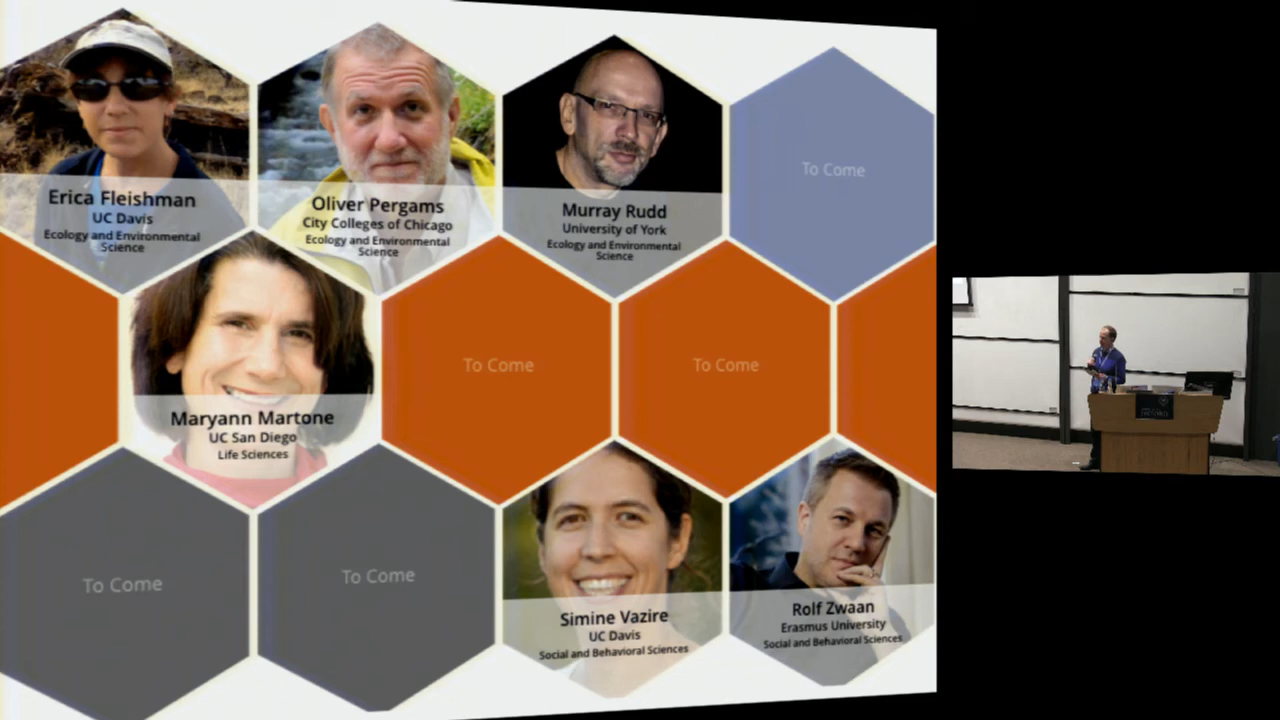 Erica Fleishman
UC Davis
Ecology and Environmental
Science
Oliver Pergams
City Colleges of Chicago
Ecology and Environmental
Science
Murray Rudd
University of York
Ecology and Environmental
Science
To Come
Maryann Martone
UC San Diego
Life Sciences
To Come
To Come
To Come
To Come
Simine Vazire
UC Davis
Social and Behavioral Sciences
Rolf Zwaan
Erasmus University
Social and Behavioral Sciences